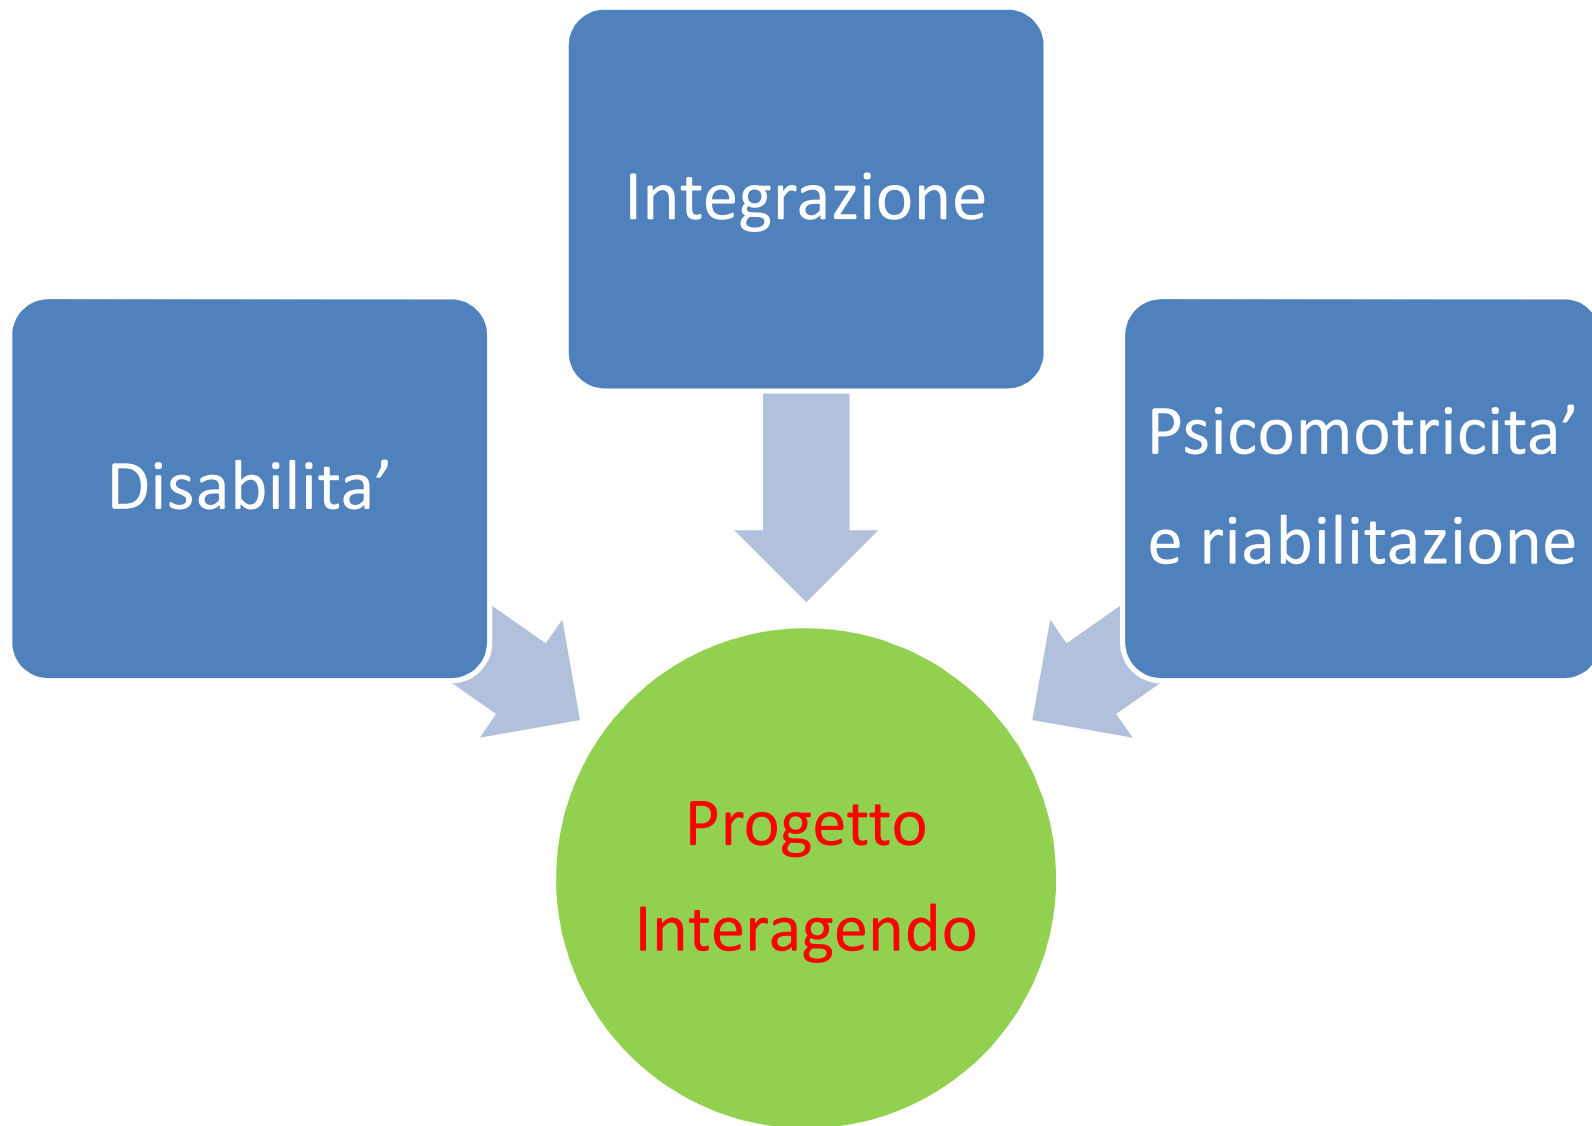 Integrazione
Disabilita’
Psicomotricita’
e riabilitazione
Progetto
Interagendo